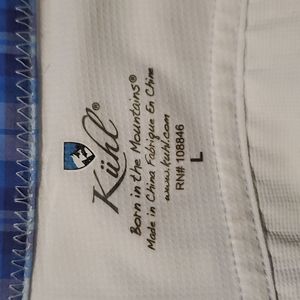 Kühl®
Born in the Mountains®
Made in China Fabriqué En Chine
www.kuhl.com
RN# 108846
L